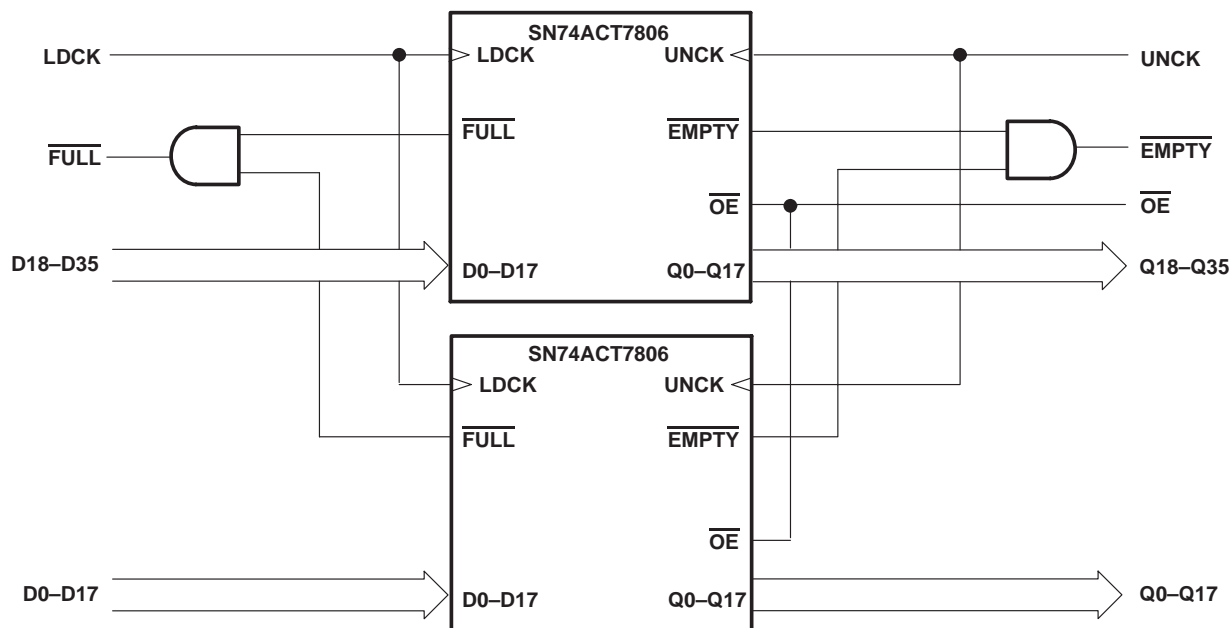 SN74ACT7806
LDCK
LDCK
UNCK
UNCK
FULL
FULL
EMPTY
EMPTY
OE
OE
D18–D35
D0–D17
Q0–Q17
Q18–Q35
SN74ACT7806
LDCK
UNCK
FULL
EMPTY
OE
D0–D17
D0–D17
Q0–Q17
Q0–Q17